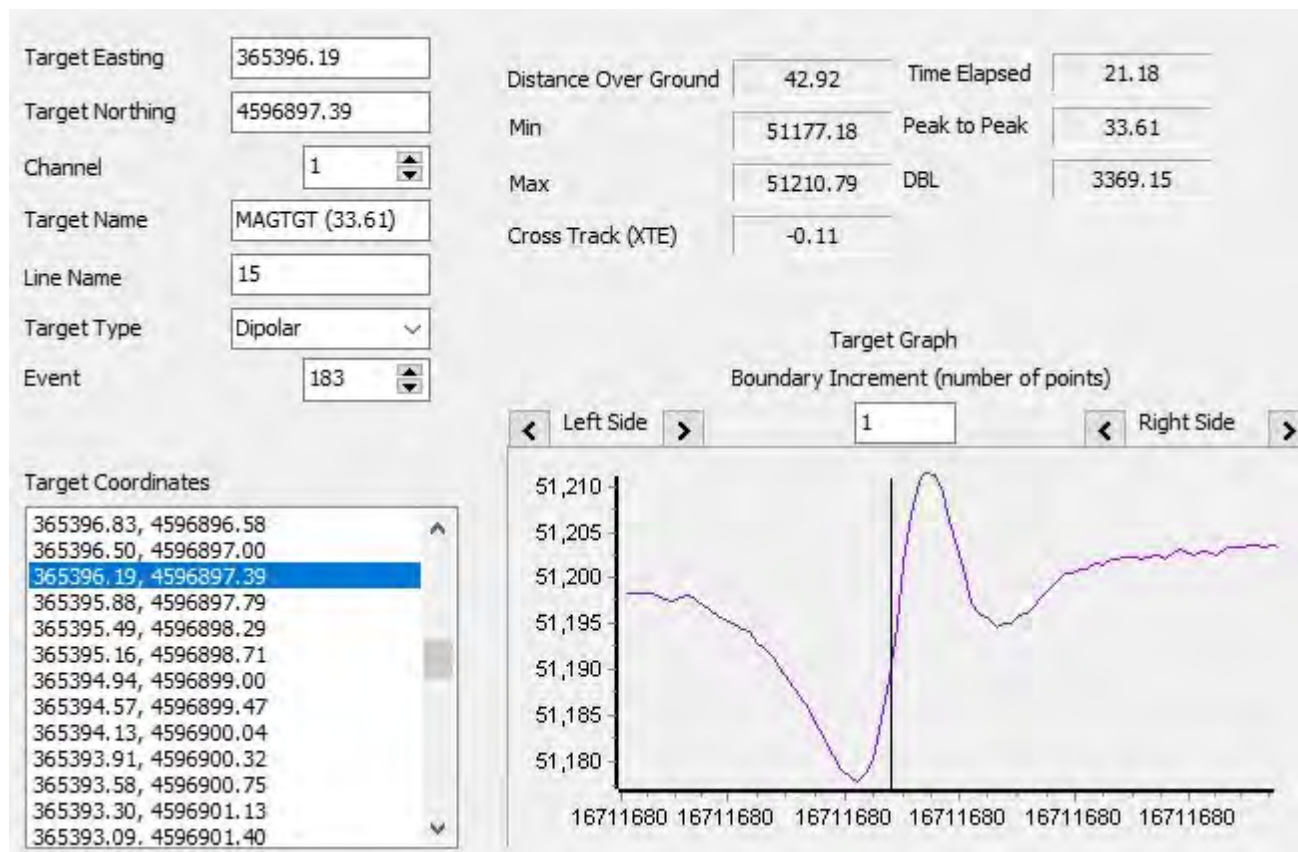 Target Easting 365396.19
Target Northing 4596897.39
Channel 1
Target Name MAGTGT (33.61)
Line Name 15
Target Type Dipolar
Event 183
Distance Over Ground 42.92 Time Elapsed 21.18
Min 51177.18 Peak to Peak 33.61
Max 51210.79 DBL 3369.15
Cross Track (XTE) -0.11
Target Graph
Boundary Increment (number of points)
Left Side 1 Right Side
Target Coordinates
365396.83, 4596896.58
365396.50, 4596897.00
365396.19, 4596897.39
365395.88, 4596897.79
365395.49, 4596898.29
365395.16, 4596898.71
365394.94, 4596899.00
365394.57, 4596899.47
365394.13, 4596900.04
365393.91, 4596900.32
365393.58, 4596900.75
365393.30, 4596901.13
365393.09, 4596901.40
51,210
51,205
51,200
51,195
51,190
51,185
51,180
16711680 16711680 16711680 16711680 16711680 16711680